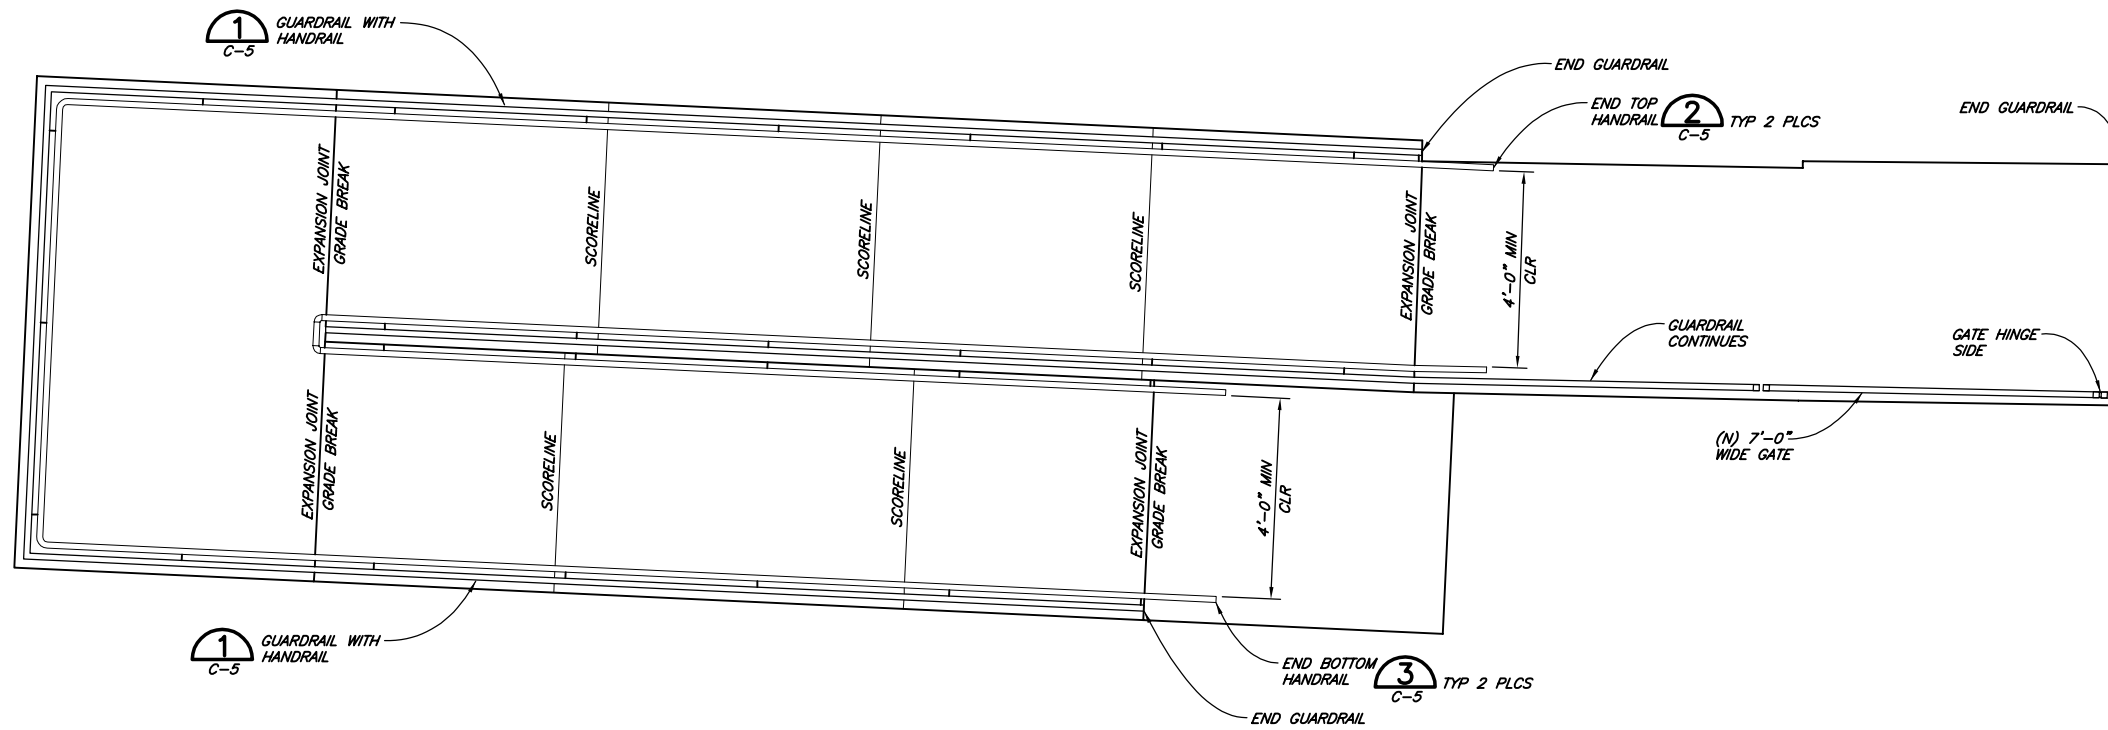 1
C-5
GUARDRAIL WITH
HANDRAIL
END GUARDRAIL
END TOP
HANDRAIL
2
C-5
TYP 2 PLCS
END GUARDRAIL
EXPANSION JOINT
GRADE BREAK
SCORELINE
SCORELINE
SCORELINE
EXPANSION JOINT
GRADE BREAK
4'-0" MIN
CLR
GUARDRAIL
CONTINUES
GATE HINGE
SIDE
EXPANSION JOINT
GRADE BREAK
SCORELINE
SCORELINE
EXPANSION JOINT
GRADE BREAK
4'-0" MIN
CLR
(N) 7'-0"
WIDE GATE
1
C-5
GUARDRAIL WITH
HANDRAIL
END BOTTOM
HANDRAIL
3
C-5
TYP 2 PLCS
END GUARDRAIL